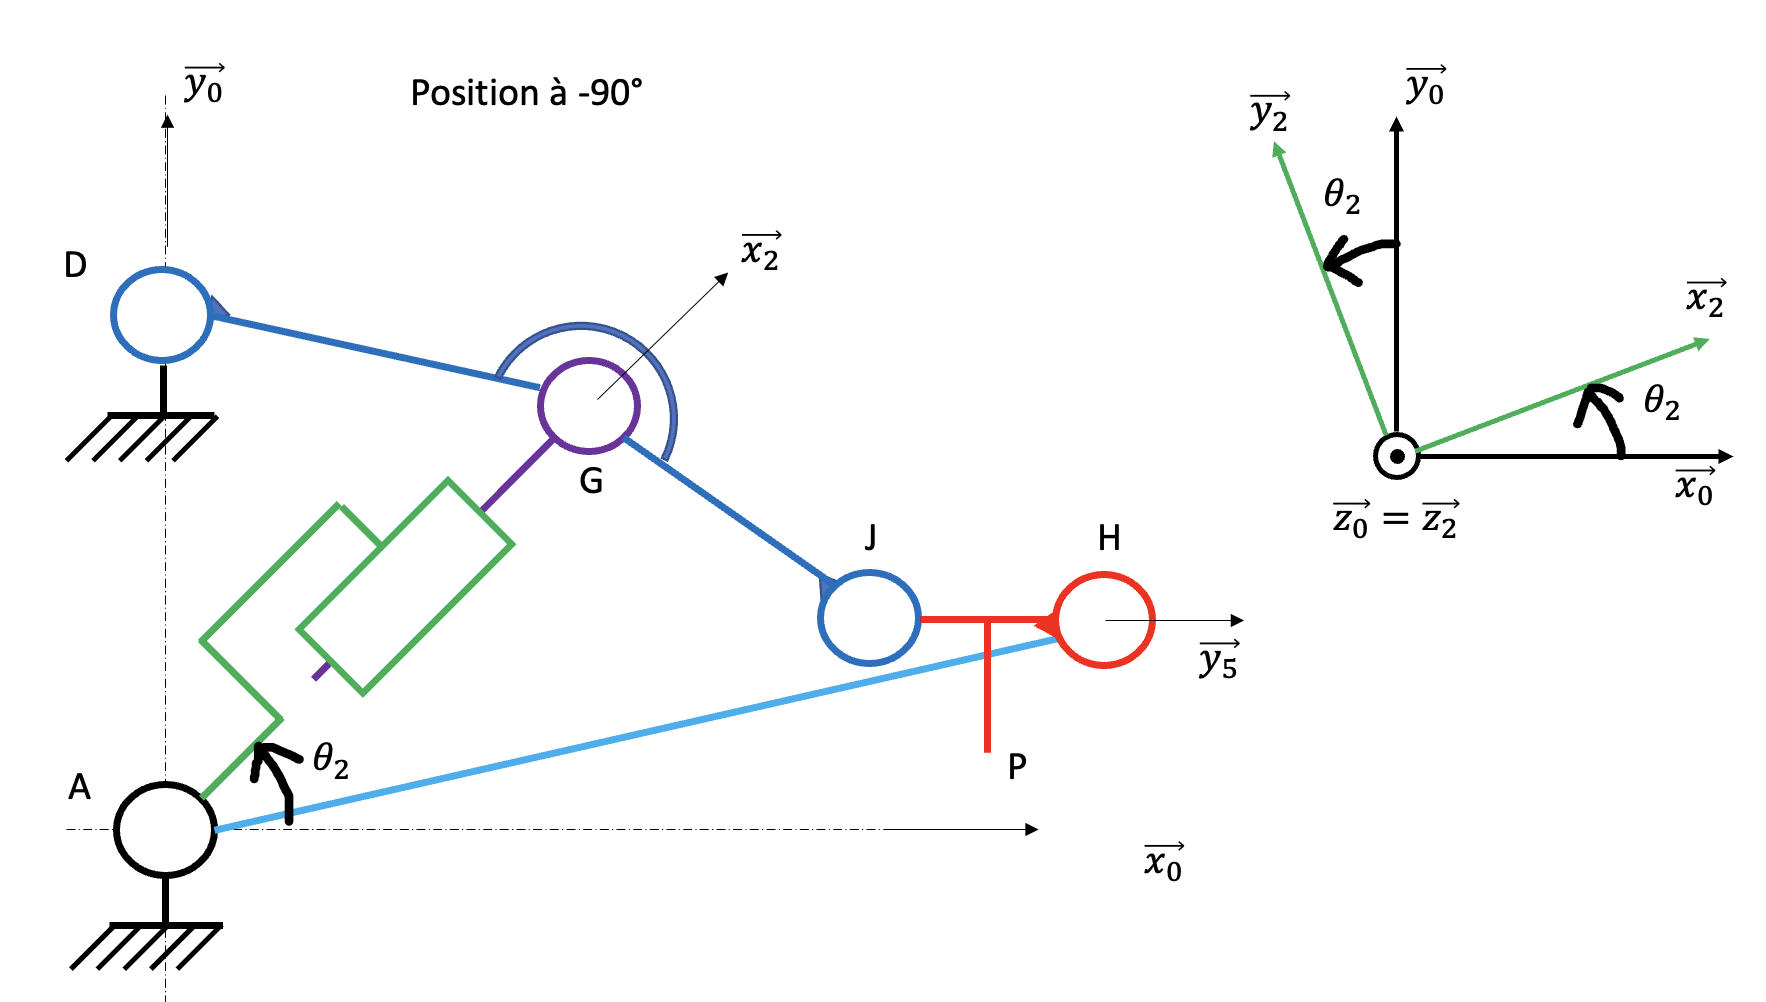 $\overrightarrow{y_0}$
Position à -90°
$\overrightarrow{y_0}$
$\overrightarrow{y_2}$
$\theta_2$
$\overrightarrow{x_2}$
D
$\overrightarrow{x_2}$
$\theta_2$
G
$\overrightarrow{x_0}$
$\overrightarrow{z_0} = \overrightarrow{z_2}$
J
H
$\overrightarrow{y_5}$
$\theta_2$
P
A
$\overrightarrow{x_0}$